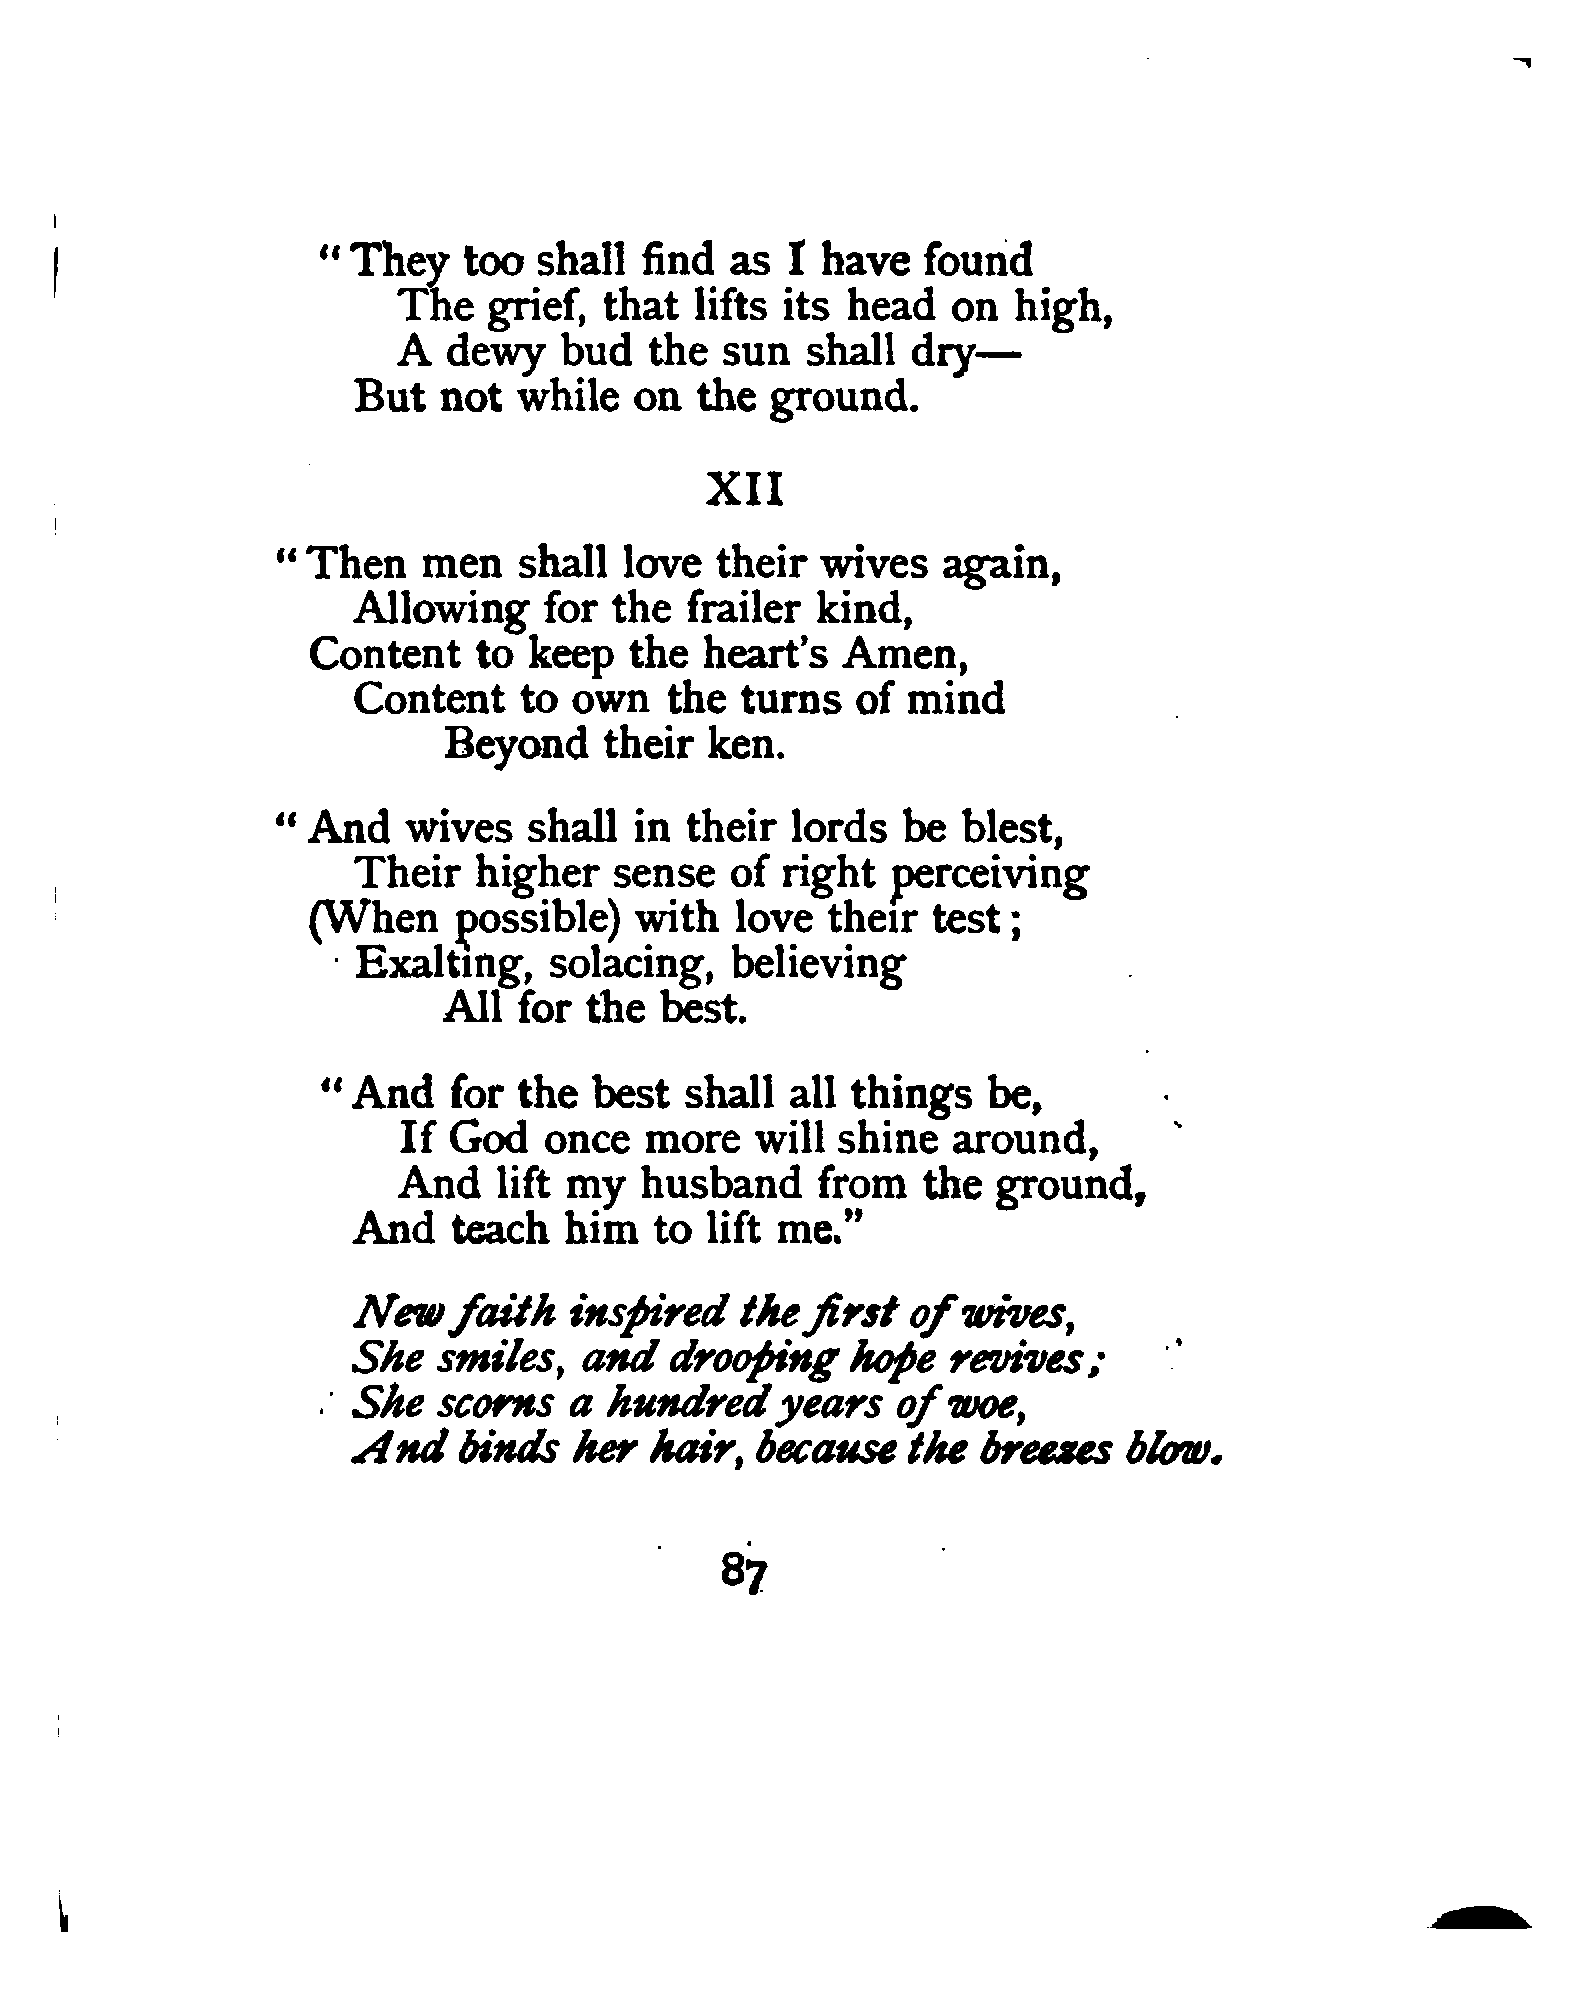 “They too shall find as I have found
The grief, that lifts its head on high,
A dewy bud the sun shall dry—
But not while on the ground.
XII
“Then men shall love their wives again,
Allowing for the frailer kind,
Content to keep the heart's Amen,
Content to own the turns of mind
Beyond their ken.
“And wives shall in their lords be blest,
Their higher sense of right perceiving
(When possible) with love their test;
Exalting, solacing, believing
All for the best.
“And for the best shall all things be,
If God once more will shine around,
And lift my husband from the ground,
And teach him to lift me.”
New faith inspired the first of wives,
She smiles, and drooping hope revives;
She scorns a hundred years of woe,
And binds her hair, because the breezes blow.
87